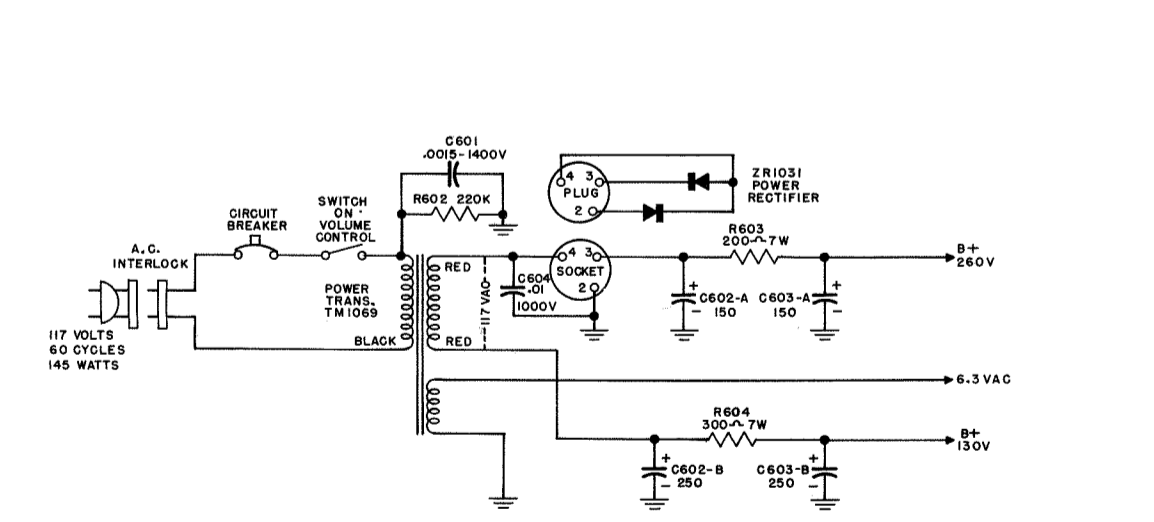 C601
.0015-1400V
R602 220K
SWITCH
ON
VOLUME
CONTROL
CIRCUIT
BREAKER
A.C.
INTERLOCK
117 VOLTS
60 CYCLES
145 WATTS
POWER
TRANS.
TM1069
BLACK
RED
RED
117 VAC
C604
.01
1000V
4 3
PLUG
2
ZR1031
POWER
RECTIFIER
4 3
SOCKET
2
R603
200Ω 7W
B+
260V
+
C602-A
150
-
C603-A
150
+
-
6.3 VAC
R604
300Ω 7W
B+
130V
+
C602-B
250
-
C603-B
250
+
-